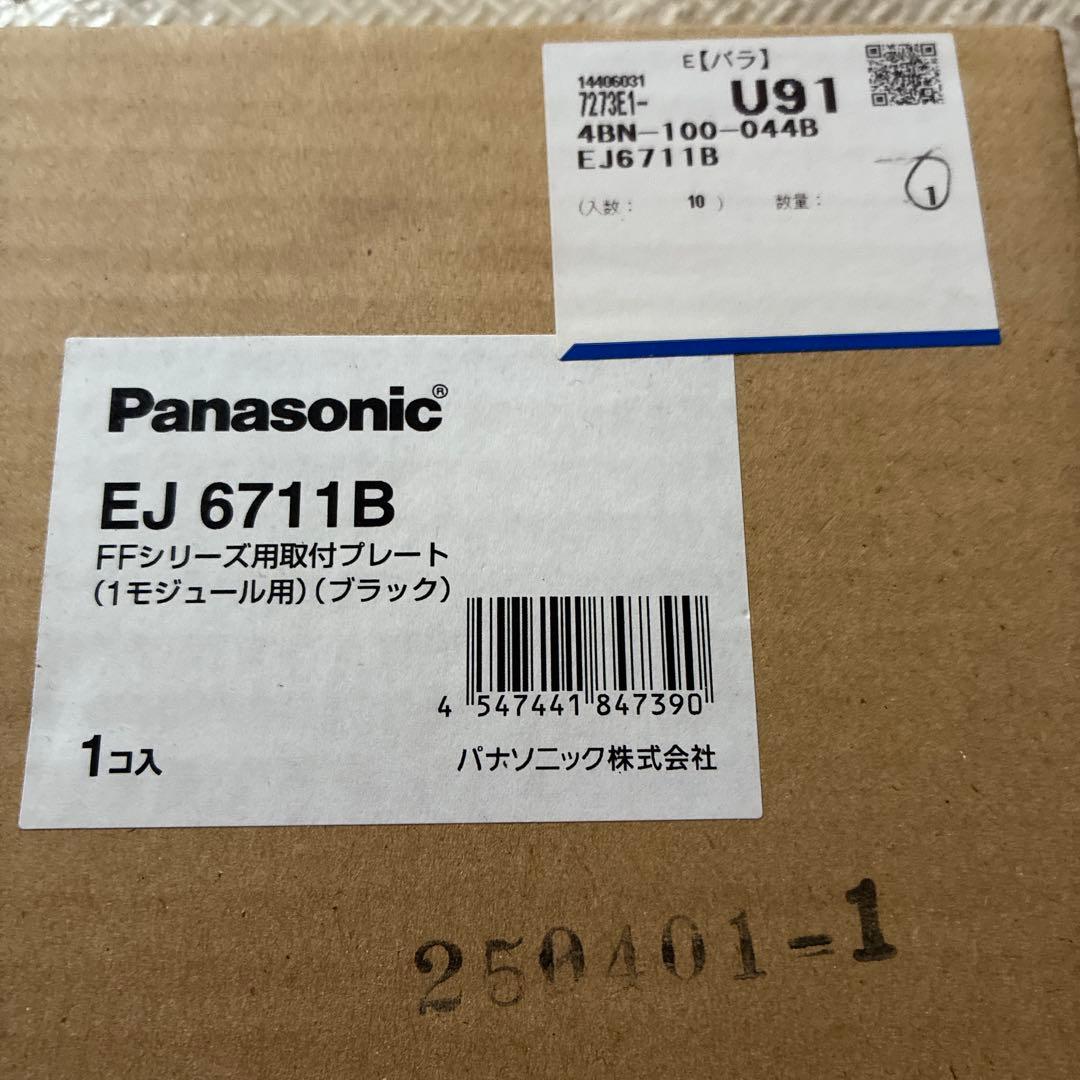 E【バラ】
14406031
7273E1- U91
4BN-100-044B
EJ6711B
(入数： 10 ) 数量： 1
Panasonic®
EJ 6711B
FFシリーズ用取付プレート
(1モジュール用)(ブラック)
4 547441 847390
1コ入
パナソニック株式会社
250401-1